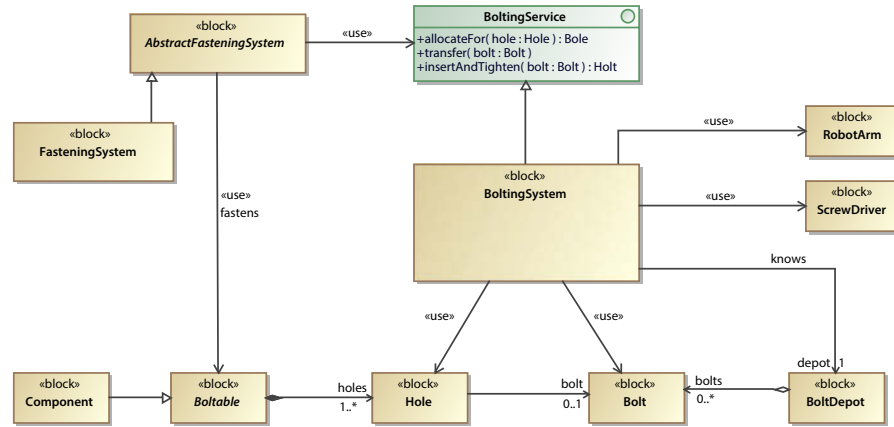 «block»
AbstractFasteningSystem
«use»
BoltingService
+allocateFor( hole : Hole ) : Bole
+transfer( bolt : Bolt )
+insertAndTighten( bolt : Bolt ) : Holt
«block»
FasteningSystem
«use»
fastens
«block»
BoltingSystem
«use»
«block»
RobotArm
«use»
«block»
ScrewDriver
knows
«use»
«use»
depot 1
«block»
Component
«block»
Boltable
holes
1..*
«block»
Hole
bolt
0..1
«block»
Bolt
bolts
0..*
«block»
BoltDepot